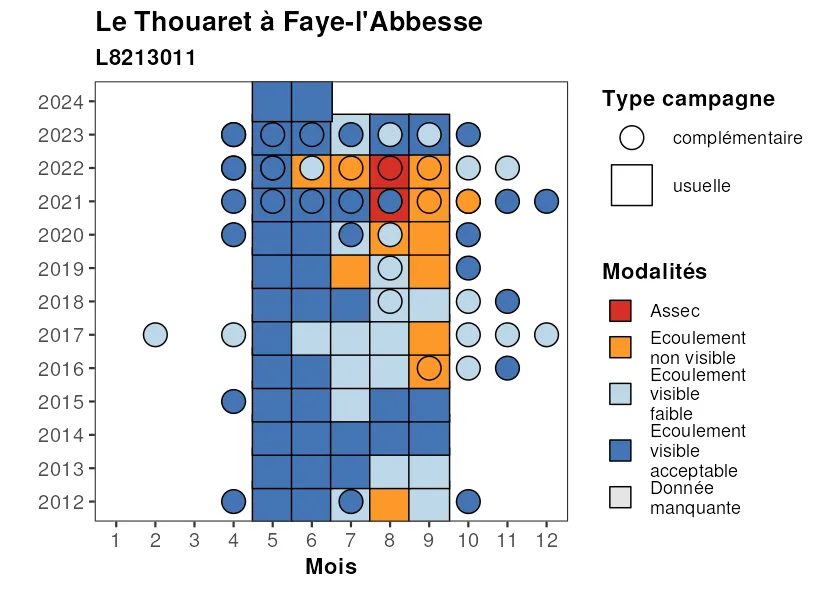 Le Thouaret à Faye-l'Abbesse
L8213011
2024
2023
2022
2021
2020
2019
2018
2017
2016
2015
2014
2013
2012
1 2 3 4 5 6 7 8 9 10 11 12
Mois
Type campagne
complémentaire
usuelle
Modalités
Assec
Ecoulement
non visible
Ecoulement
visible
faible
Ecoulement
visible
acceptable
Donnée
manquante